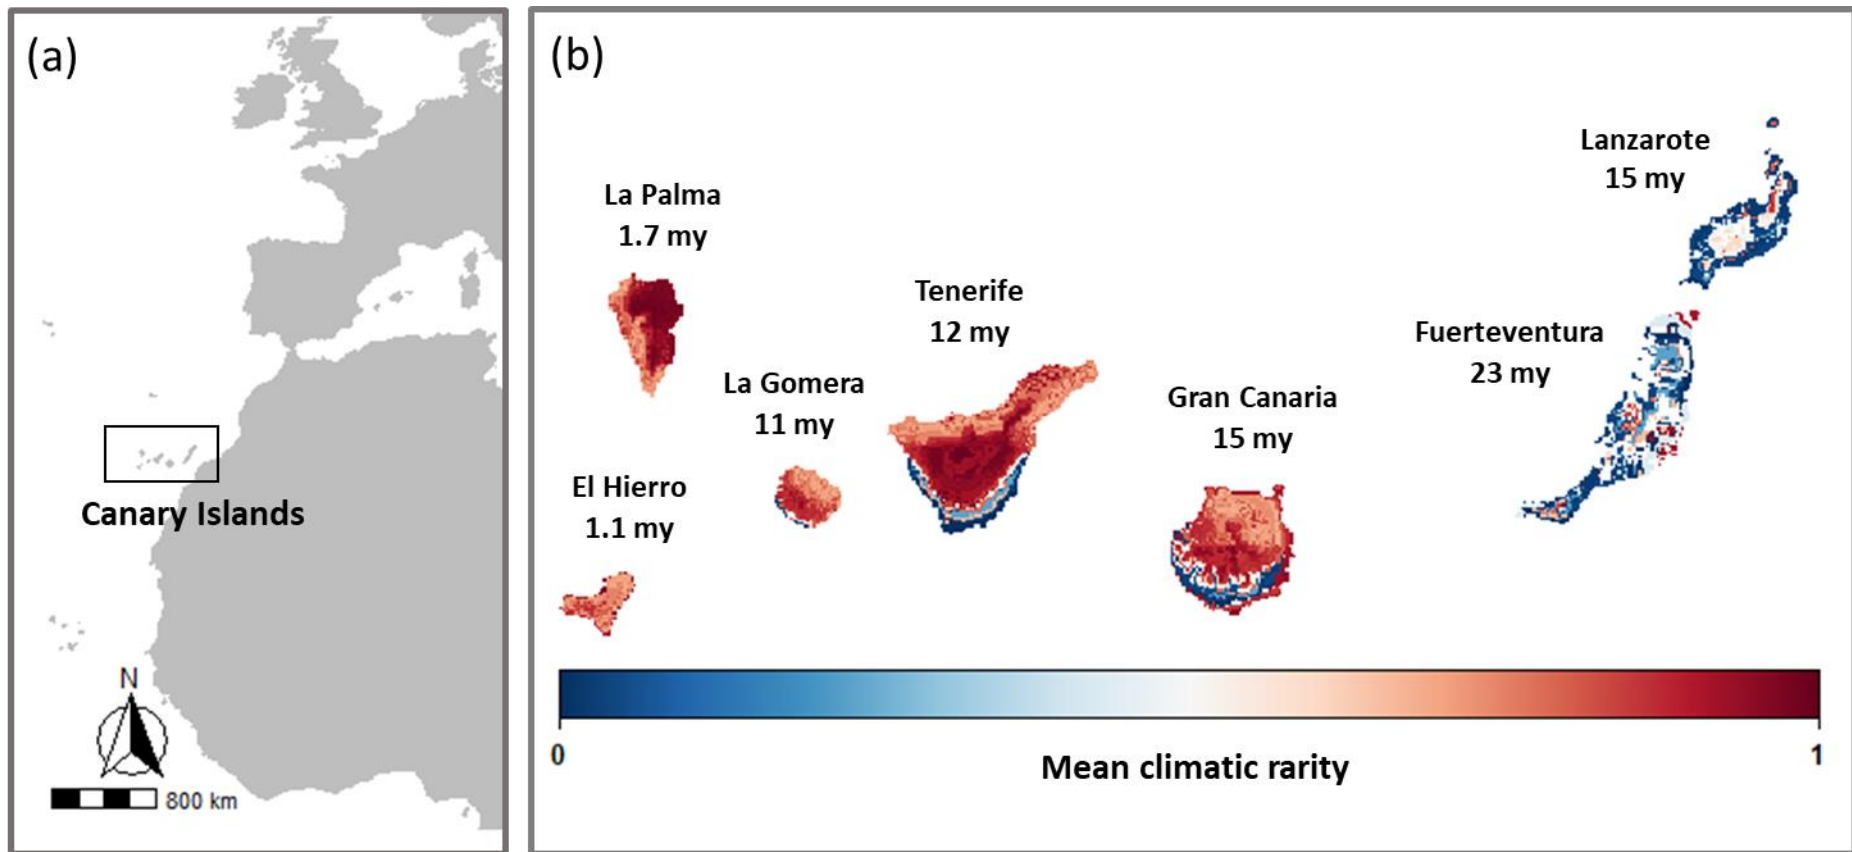 (a)
Canary Islands
N
800 km
(b)
La Palma
1.7 my
La Gomera
11 my
El Hierro
1.1 my
Tenerife
12 my
Gran Canaria
15 my
Fuerteventura
23 my
Lanzarote
15 my
0
Mean climatic rarity
1